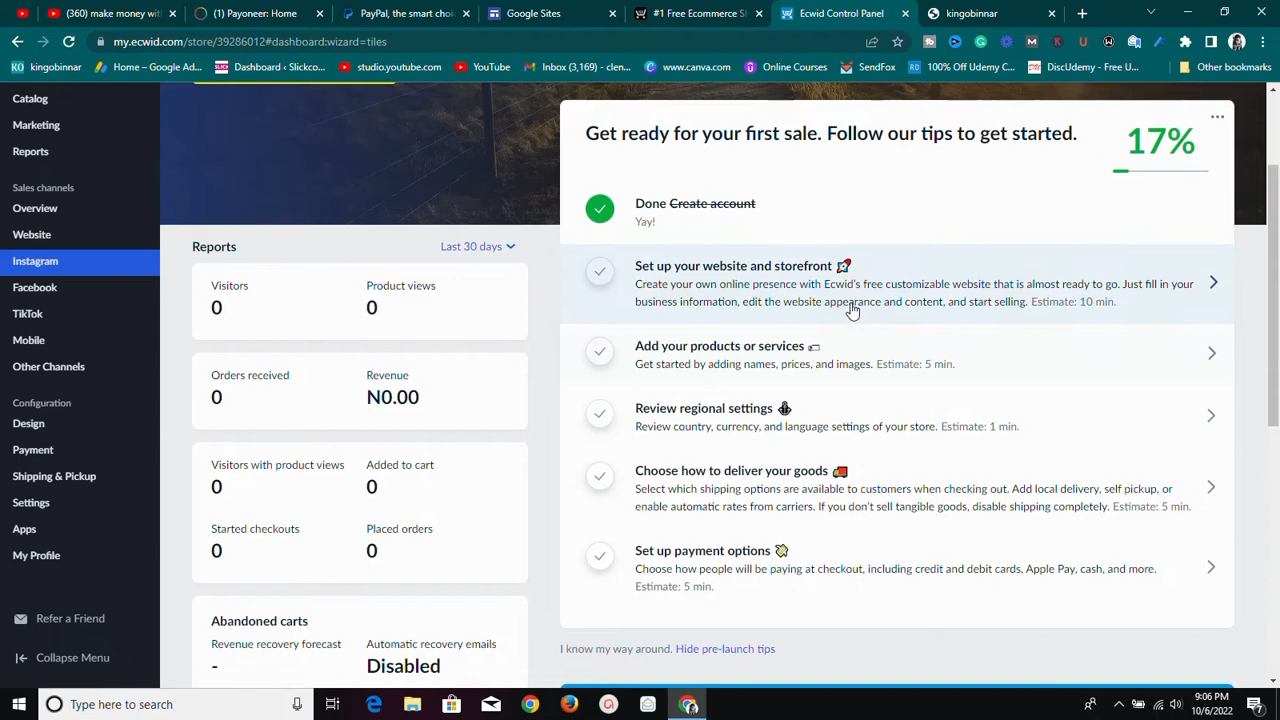 (360) make money witl
(1) Payoneer: Home
PayPal, the smart choic
Google Sites
#1 Free Ecommerce Sh
Ecwid Control Panel
kingobinnar
my.ecwid.com/store/39286012#dashboard:wizard=tiles
kingobinnar
Home – Google Ad...
Dashboard ‹ Slickco...
studio.youtube.com
YouTube
Inbox (3,169) - clen...
www.canva.com
Online Courses
SendFox
100% Off Udemy C...
DiscUdemy - Free U...
Other bookmarks
Catalog
Marketing
Reports
Sales channels
Overview
Website
Instagram
Facebook
TikTok
Mobile
Other Channels
Configuration
Design
Payment
Shipping & Pickup
Settings
Apps
My Profile
Refer a Friend
Collapse Menu
Reports
Last 30 days
Visitors
Product views
0
0
Orders received
Revenue
0
N0.00
Visitors with product views
Added to cart
0
0
Started checkouts
Placed orders
0
0
Abandoned carts
Revenue recovery forecast
Automatic recovery emails
-
Disabled
Get ready for your first sale. Follow our tips to get started.
17%
Done Create account
Yay!
Set up your website and storefront
Create your own online presence with Ecwid's free customizable website that is almost ready to go. Just fill in your
business information, edit the website appearance and content, and start selling. Estimate: 10 min.
Add your products or services
Get started by adding names, prices, and images. Estimate: 5 min.
Review regional settings
Review country, currency, and language settings of your store. Estimate: 1 min.
Choose how to deliver your goods
Select which shipping options are available to customers when checking out. Add local delivery, self pickup, or
enable automatic rates from carriers. If you don't sell tangible goods, disable shipping completely. Estimate: 5 min.
Set up payment options
Choose how people will be paying at checkout, including credit and debit cards, Apple Pay, cash, and more.
Estimate: 5 min.
I know my way around. Hide pre-launch tips
Type here to search
9:06 PM
10/6/2022